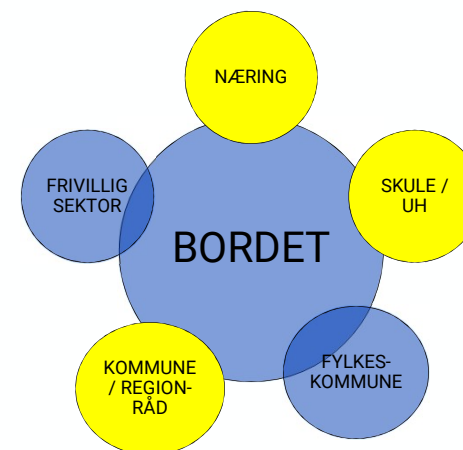 NÆRING
FRIVILLIG
SEKTOR
SKULE /
UH
BORDET
KOMMUNE
/ REGION-
RÅD
FYLKES-
KOMMUNE